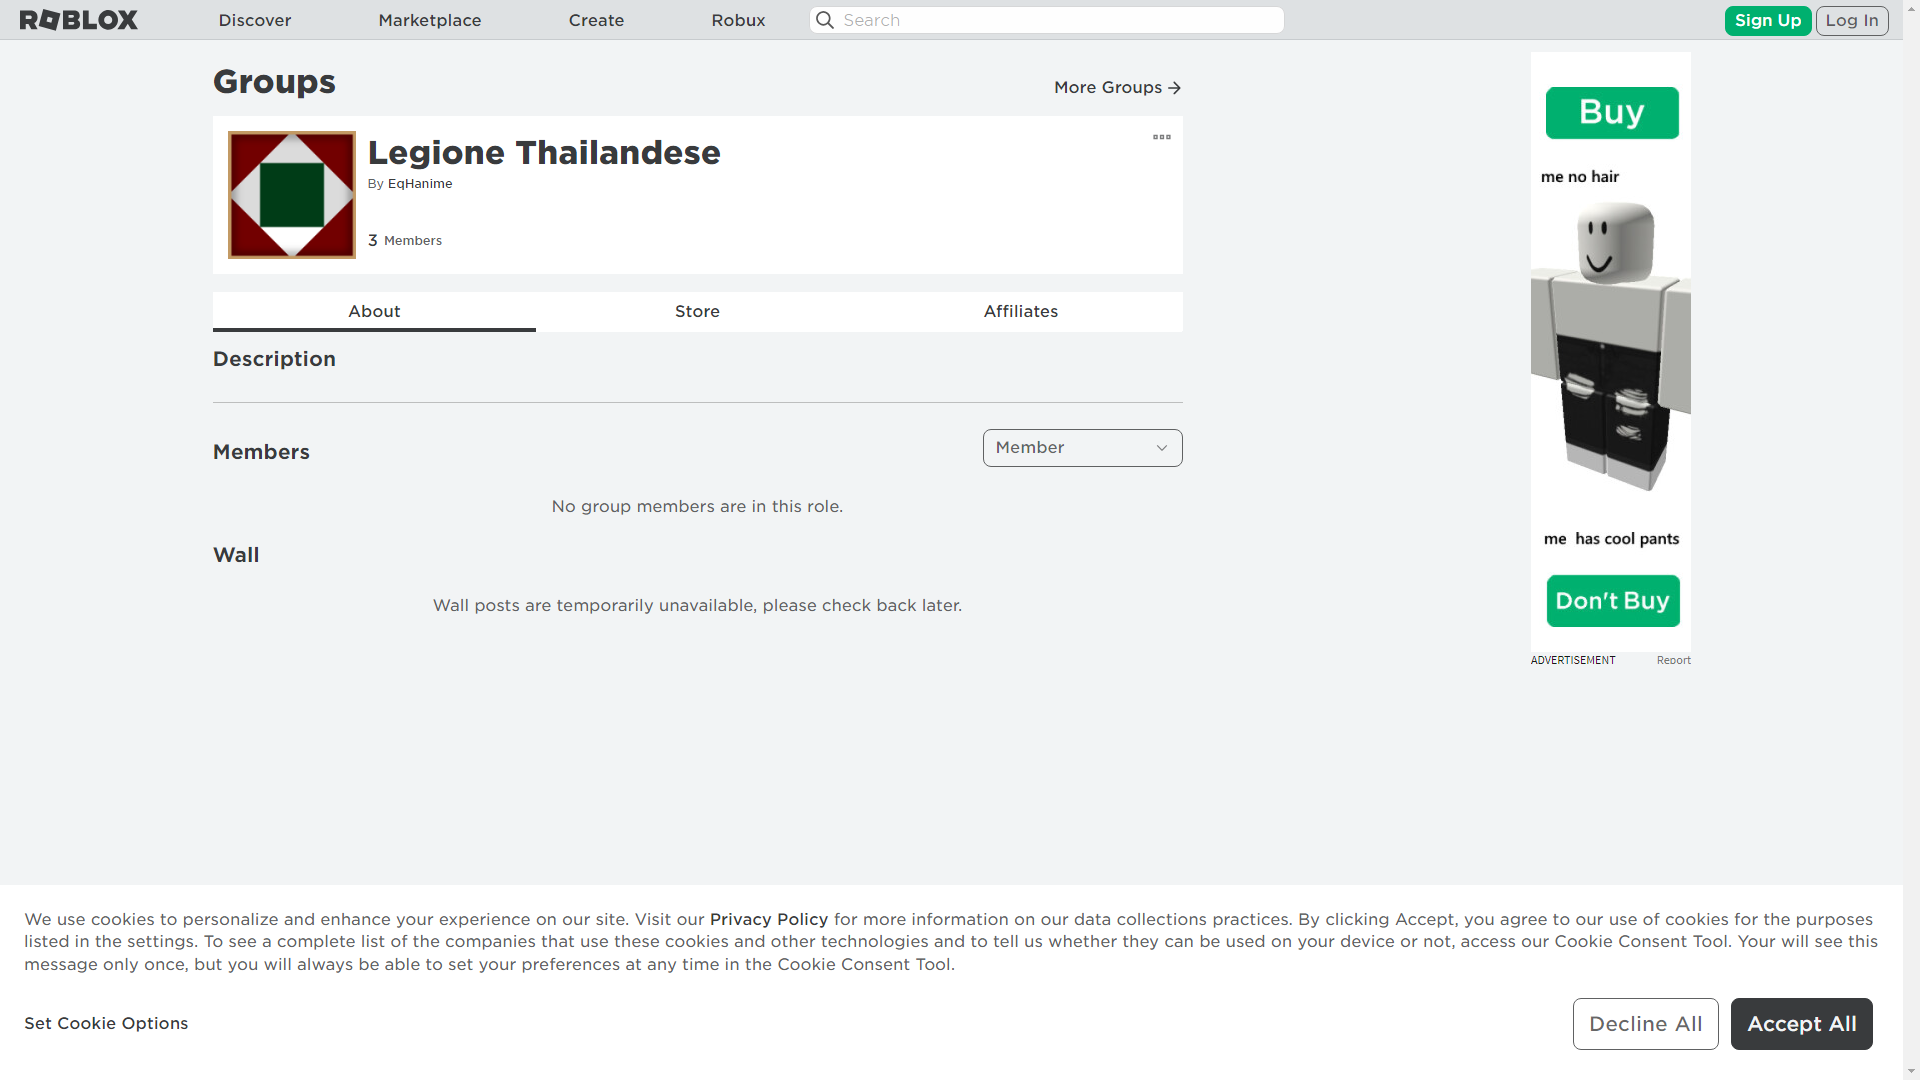 ROBLOX Discover Marketplace Create Robux Search Sign Up Log In
Groups
More Groups
Legione Thailandese
By EqHanime
3 Members
About Store Affiliates
Description
Members
Member
No group members are in this role.
Wall
Wall posts are temporarily unavailable, please check back later.
Buy
me no hair
me has cool pants
Don't Buy
ADVERTISEMENT Report
We use cookies to personalize and enhance your experience on our site. Visit our Privacy Policy for more information on our data collections practices. By clicking Accept, you agree to our use of cookies for the purposes
listed in the settings. To see a complete list of the companies that use these cookies and other technologies and to tell us whether they can be used on your device or not, access our Cookie Consent Tool. Your will see this
message only once, but you will always be able to set your preferences at any time in the Cookie Consent Tool.
Set Cookie Options
Decline All
Accept All